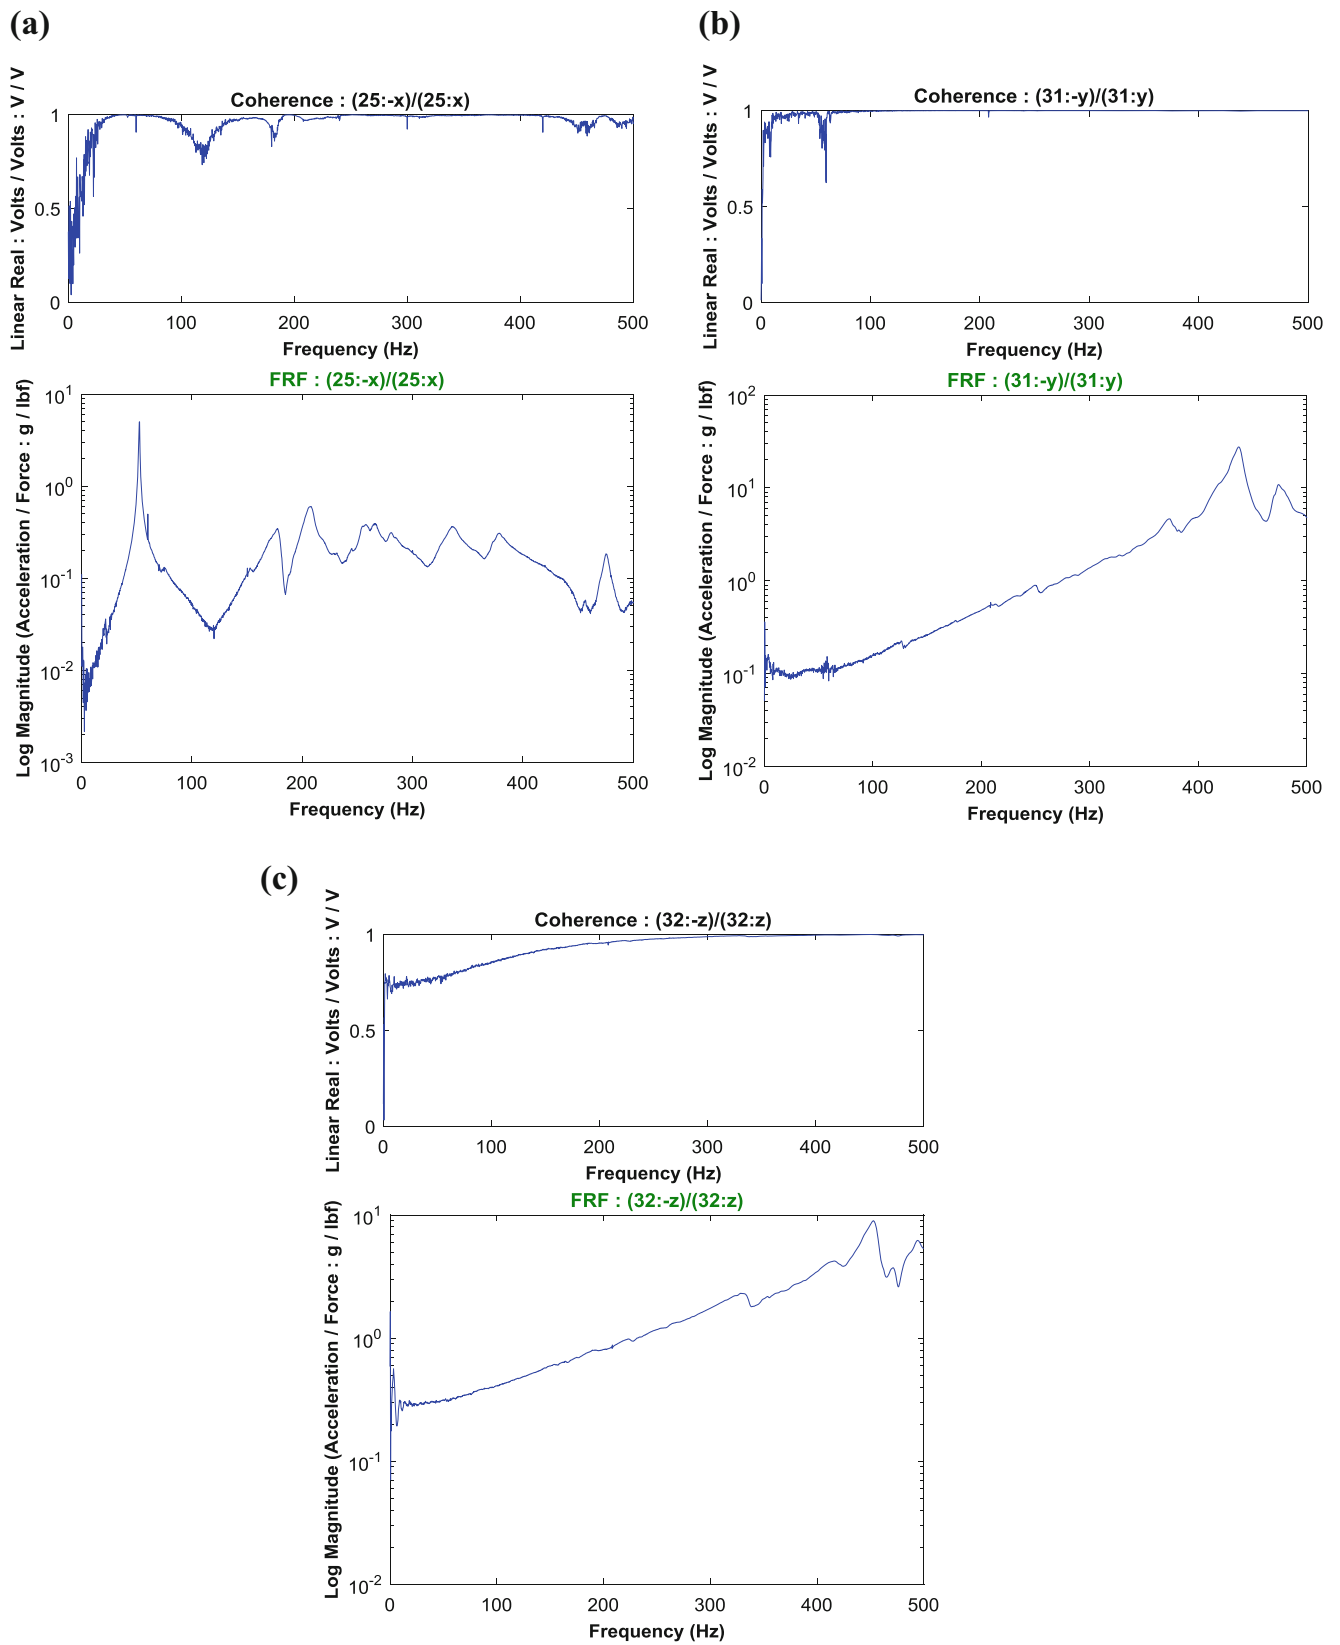 (a)
Coherence : (25:-x)/(25:x)
Linear Real : Volts / Volts : V / V
1
0.5
0
0 100 200 300 400 500
Frequency (Hz)
FRF : (25:-x)/(25:x)
Log Magnitude (Acceleration / Force : g / lbf)
10^1
10^0
10^-1
10^-2
10^-3
0 100 200 300 400 500
Frequency (Hz)
(b)
Coherence : (31:-y)/(31:y)
Linear Real : Volts / Volts : V / V
1
0.5
0
0 100 200 300 400 500
Frequency (Hz)
FRF : (31:-y)/(31:y)
Log Magnitude (Acceleration / Force : g / lbf)
10^2
10^1
10^0
10^-1
10^-2
0 100 200 300 400 500
Frequency (Hz)
(c)
Coherence : (32:-z)/(32:z)
Linear Real : Volts / Volts : V / V
1
0.5
0
0 100 200 300 400 500
Frequency (Hz)
FRF : (32:-z)/(32:z)
Log Magnitude (Acceleration / Force : g / lbf)
10^1
10^0
10^-1
10^-2
0 100 200 300 400 500
Frequency (Hz)